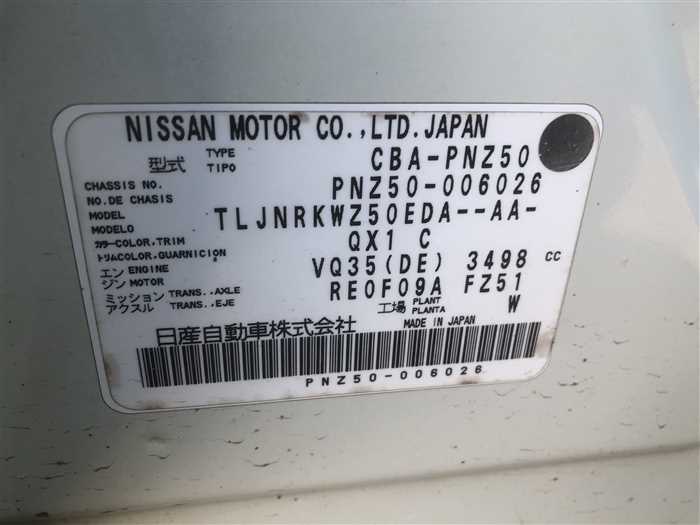 NISSAN MOTOR CO.,LTD.JAPAN
型式 TYPE TIPO CBA-PNZ50
CHASSIS NO. NO.DE CHASIS PNZ50-006026
MODEL MODELO TLJNRKWZ50EDA--AA-
カラー COLOR,TRIM トリム COLOR,GUARNICION QX1 C
エンジン ENGINE MOTOR VQ35(DE) 3498 CC
ミッション アクスル TRANS.,AXLE TRANS.,EJE RE0F09A FZ51
工場 PLANT PLANTA W
日産自動車株式会社 MADE IN JAPAN
PNZ50-006026